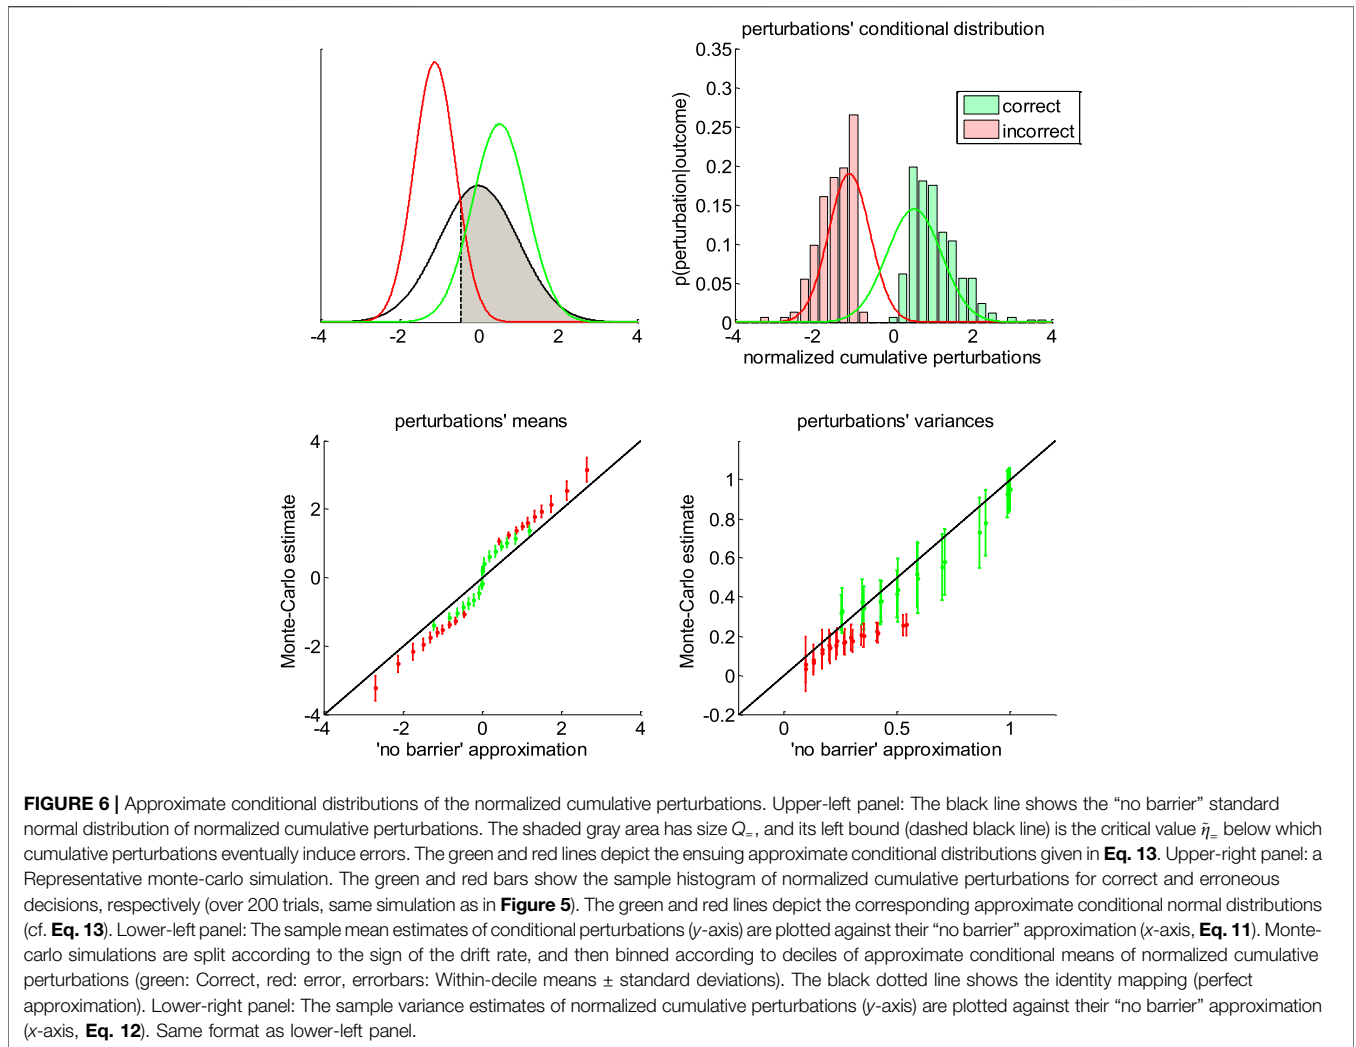 -4
-2
0
2
4
perturbations' conditional distribution
p(perturbation|outcome)
0.35
0.3
0.25
0.2
0.15
0.1
0.05
0
correct
incorrect
-4
-2
0
2
4
normalized cumulative perturbations
perturbations' means
Monte-Carlo estimate
4
2
0
-2
-4
-4
-2
0
2
4
'no barrier' approximation
perturbations' variances
Monte-Carlo estimate
1
0.8
0.6
0.4
0.2
0
-0.2
0
0.5
1
'no barrier' approximation
FIGURE 6 | Approximate conditional distributions of the normalized cumulative perturbations. Upper-left panel: The black line shows the “no barrier” standard
normal distribution of normalized cumulative perturbations. The shaded gray area has size Q₌, and its left bound (dashed black line) is the critical value η̃₌ below which
cumulative perturbations eventually induce errors. The green and red lines depict the ensuing approximate conditional distributions given in Eq. 13. Upper-right panel: a
Representative monte-carlo simulation. The green and red bars show the sample histogram of normalized cumulative perturbations for correct and erroneous
decisions, respectively (over 200 trials, same simulation as in Figure 5). The green and red lines depict the corresponding approximate conditional normal distributions
(cf. Eq. 13). Lower-left panel: The sample mean estimates of conditional perturbations (y-axis) are plotted against their “no barrier” approximation (x-axis, Eq. 11). Monte-
carlo simulations are split according to the sign of the drift rate, and then binned according to deciles of approximate conditional means of normalized cumulative
perturbations (green: Correct, red: error, errorbars: Within-decile means ± standard deviations). The black dotted line shows the identity mapping (perfect
approximation). Lower-right panel: The sample variance estimates of normalized cumulative perturbations (y-axis) are plotted against their “no barrier” approximation
(x-axis, Eq. 12). Same format as lower-left panel.